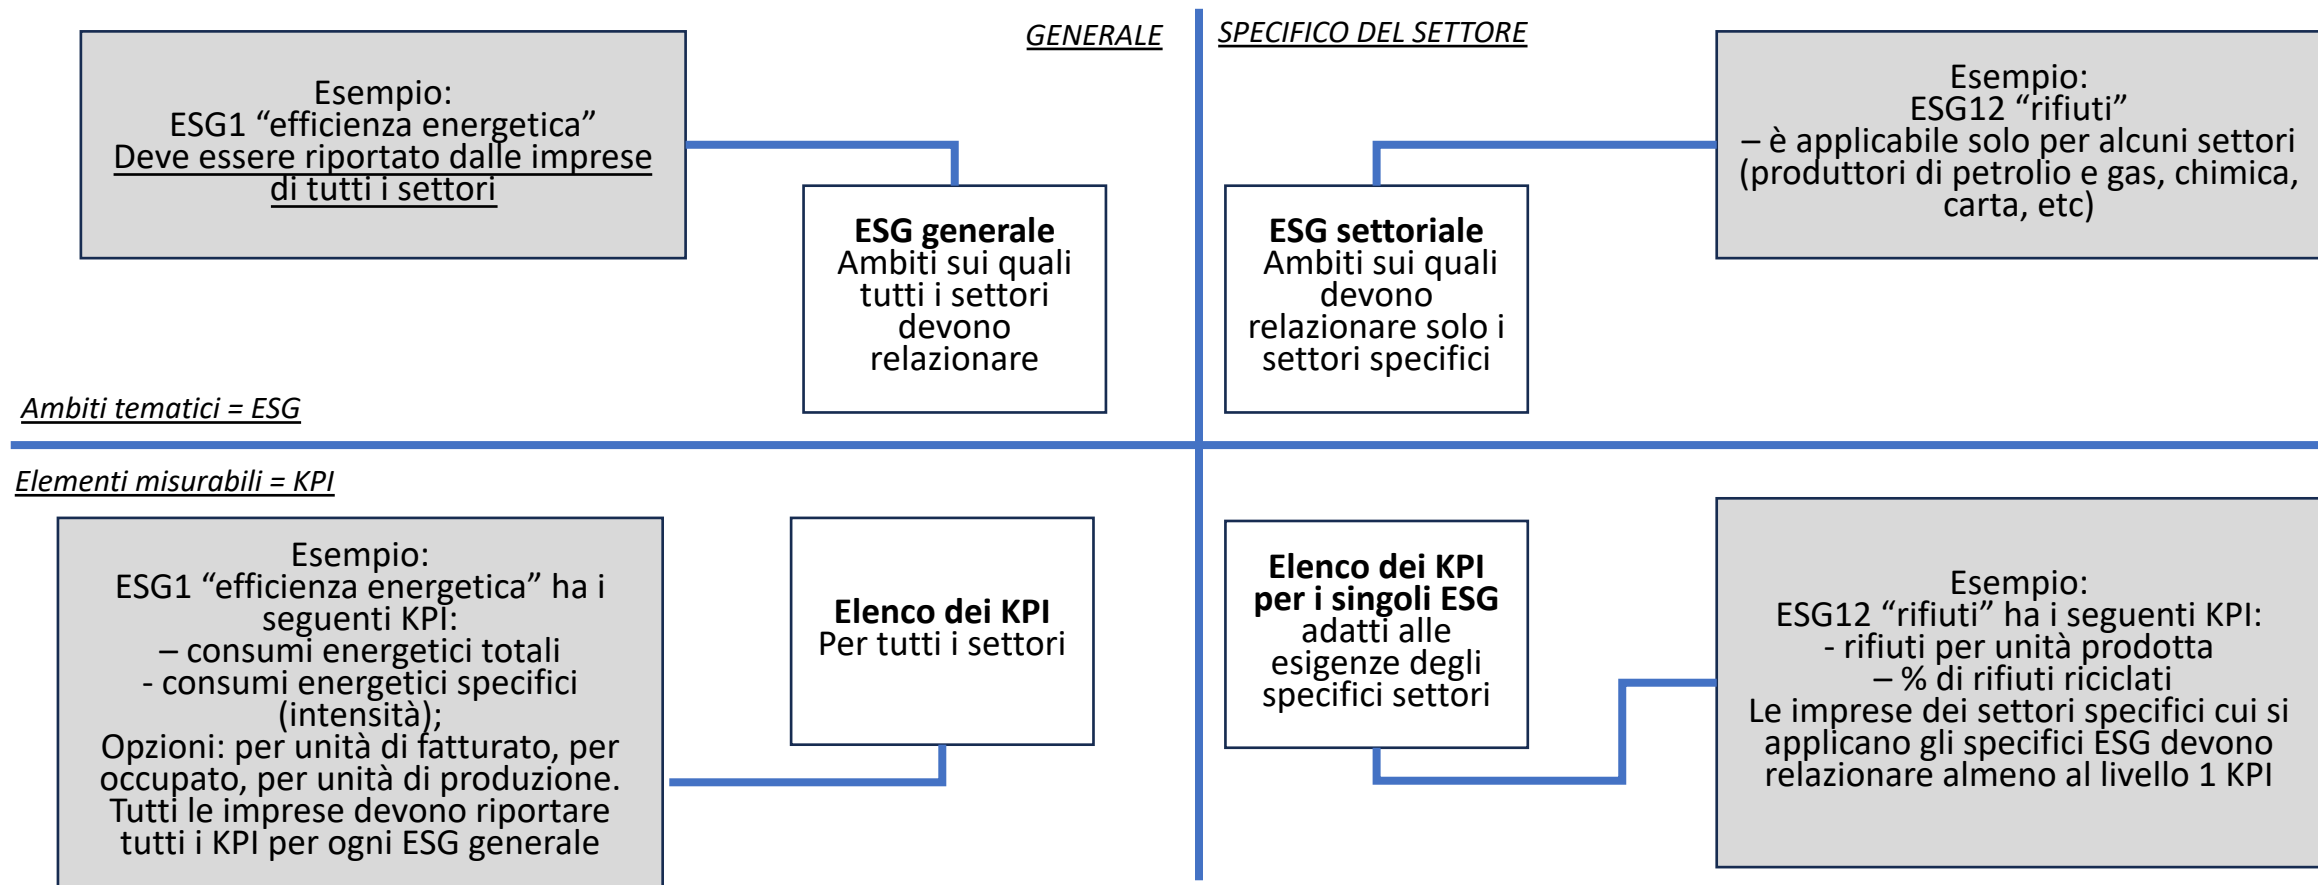 GENERALE
SPECIFICO DEL SETTORE
Esempio:
ESG1 “efficienza energetica”
Deve essere riportato dalle imprese
di tutti i settori
ESG generale
Ambiti sui quali
tutti i settori
devono
relazionare
ESG settoriale
Ambiti sui quali
devono
relazionare solo i
settori specifici
Esempio:
ESG12 “rifiuti”
– è applicabile solo per alcuni settori
(produttori di petrolio e gas, chimica,
carta, etc)
Ambiti tematici = ESG
Elementi misurabili = KPI
Esempio:
ESG1 “efficienza energetica” ha i
seguenti KPI:
– consumi energetici totali
- consumi energetici specifici
(intensità);
Opzioni: per unità di fatturato, per
occupato, per unità di produzione.
Tutti le imprese devono riportare
tutti i KPI per ogni ESG generale
Elenco dei KPI
Per tutti i settori
Elenco dei KPI
per i singoli ESG
adatti alle
esigenze degli
specifici settori
Esempio:
ESG12 “rifiuti” ha i seguenti KPI:
- rifiuti per unità prodotta
– % di rifiuti riciclati
Le imprese dei settori specifici cui si
applicano gli specifici ESG devono
relazionare almeno al livello 1 KPI